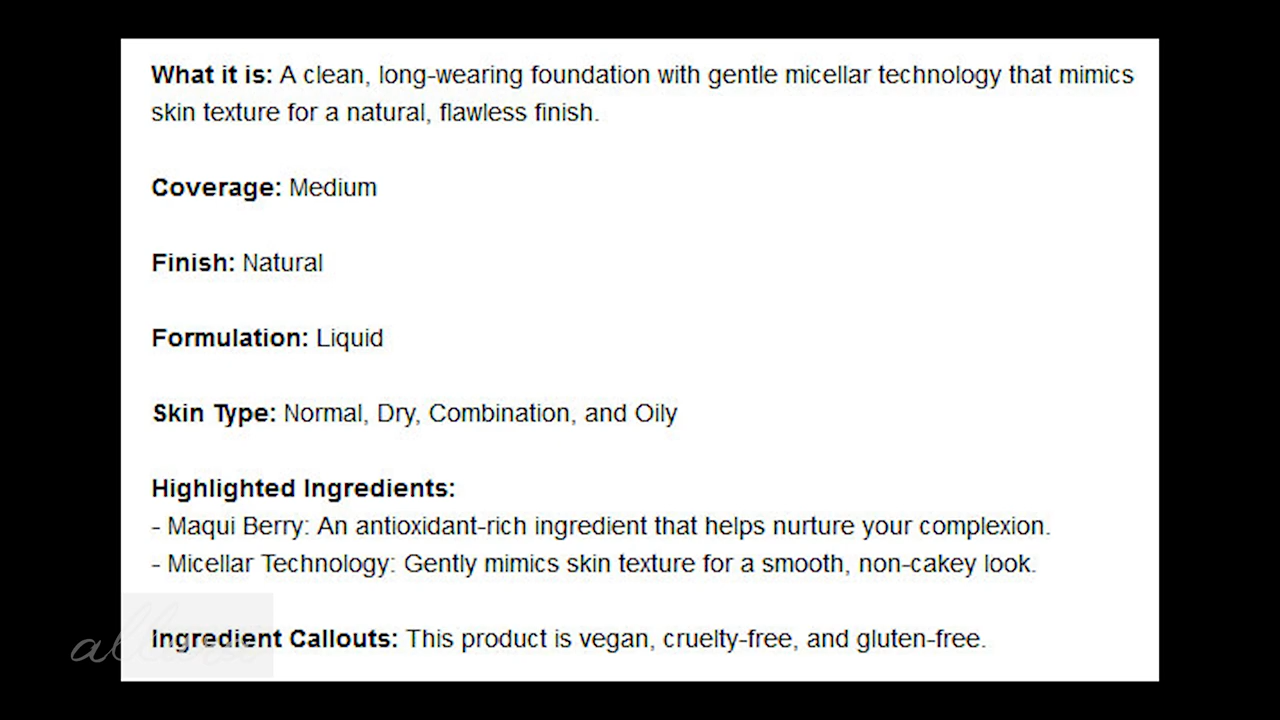 What it is: A clean, long-wearing foundation with gentle micellar technology that mimics
skin texture for a natural, flawless finish.
Coverage: Medium
Finish: Natural
Formulation: Liquid
Skin Type: Normal, Dry, Combination, and Oily
Highlighted Ingredients:
- Maqui Berry: An antioxidant-rich ingredient that helps nurture your complexion.
- Micellar Technology: Gently mimics skin texture for a smooth, non-cakey look.
Ingredient Callouts: This product is vegan, cruelty-free, and gluten-free.